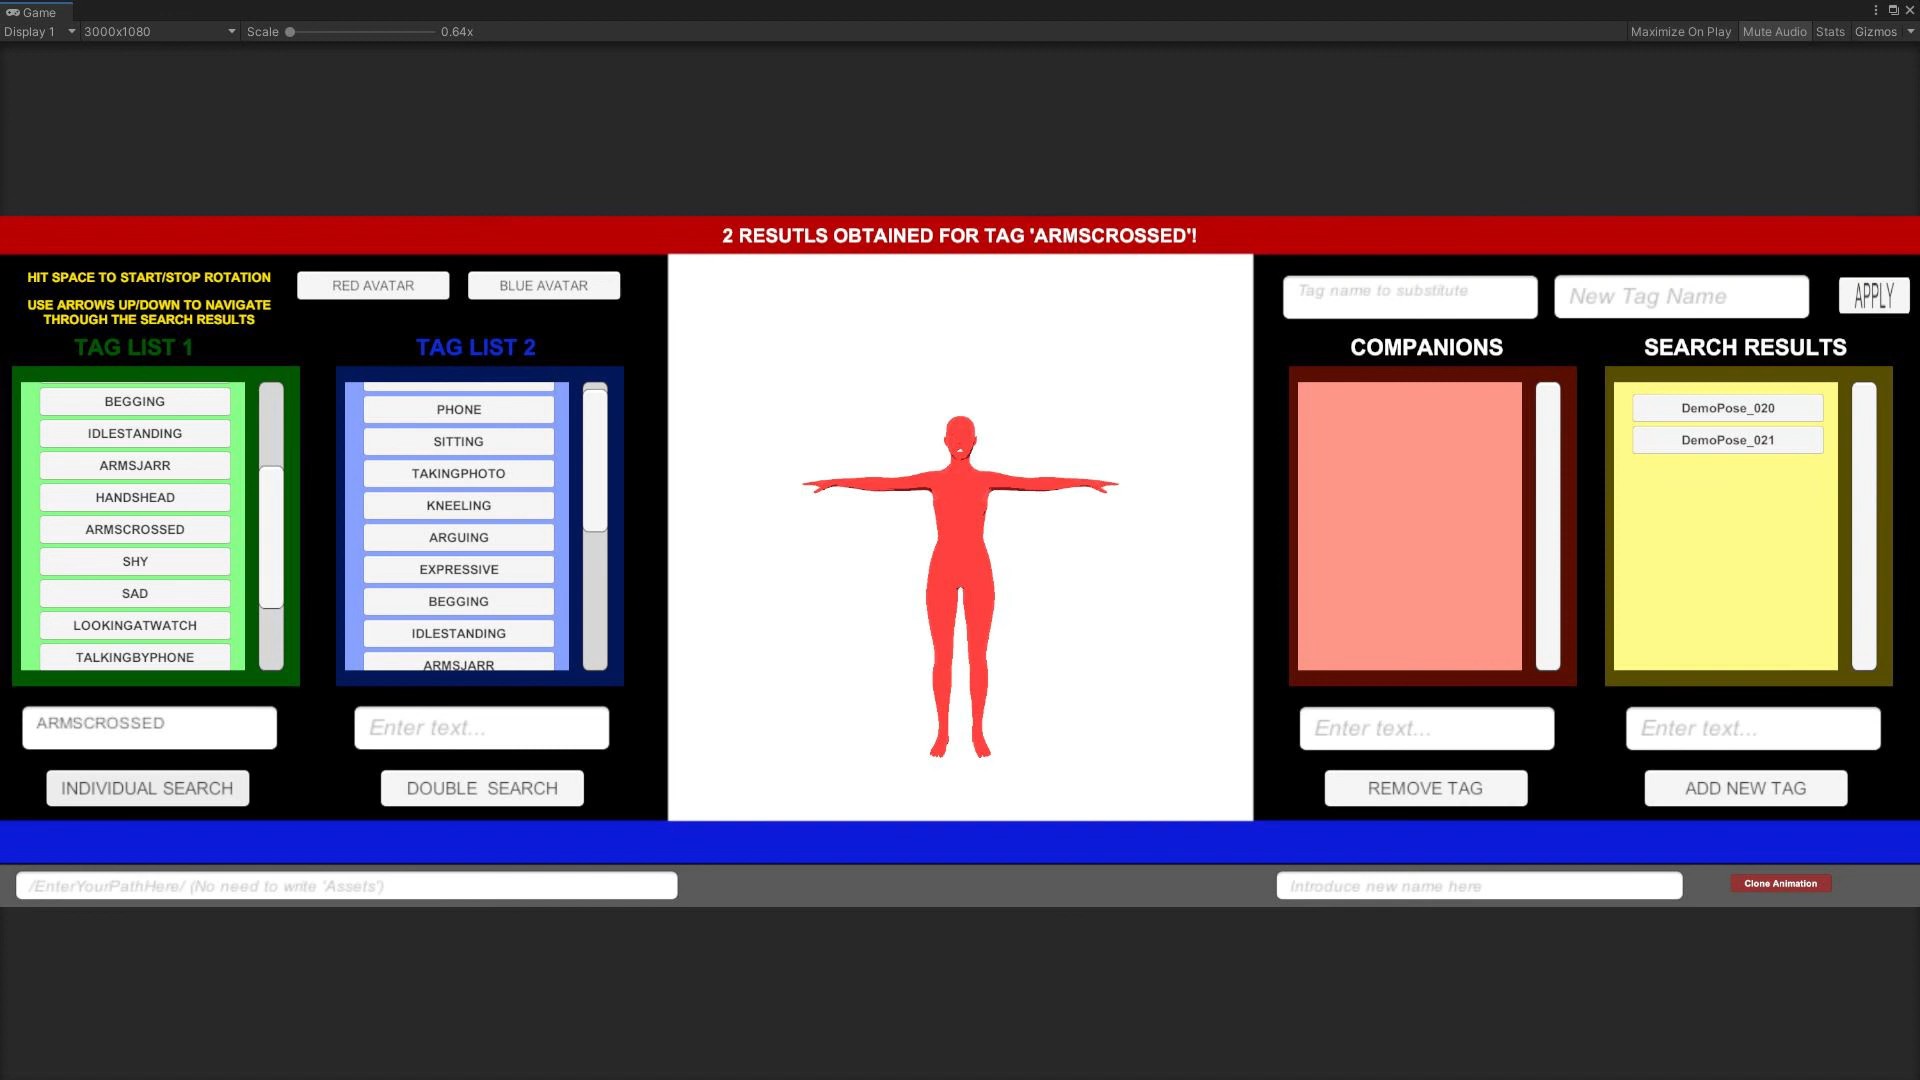 Game
Display 1
3000x1080
Scale
0.64x
Maximize On Play
Mute Audio
Stats
Gizmos
2 RESUTLS OBTAINED FOR TAG 'ARMSCROSSED'!
HIT SPACE TO START/STOP ROTATION
USE ARROWS UP/DOWN TO NAVIGATE
THROUGH THE SEARCH RESULTS
RED AVATAR
BLUE AVATAR
TAG LIST 1
BEGGING
IDLESTANDING
ARMSJARR
HANDSHEAD
ARMSCROSSED
SHY
SAD
LOOKINGATWATCH
TALKINGBYPHONE
ARMSCROSSED
INDIVIDUAL SEARCH
TAG LIST 2
PHONE
SITTING
TAKINGPHOTO
KNEELING
ARGUING
EXPRESSIVE
BEGGING
IDLESTANDING
ARMSJARR
Enter text...
DOUBLE  SEARCH
Tag name to substitute
New Tag Name
APPLY
COMPANIONS
Enter text...
REMOVE TAG
SEARCH RESULTS
DemoPose_020
DemoPose_021
Enter text...
ADD NEW TAG
/EnterYourPathHere/ (No need to write 'Assets')
Introduce new name here
Clone Animation